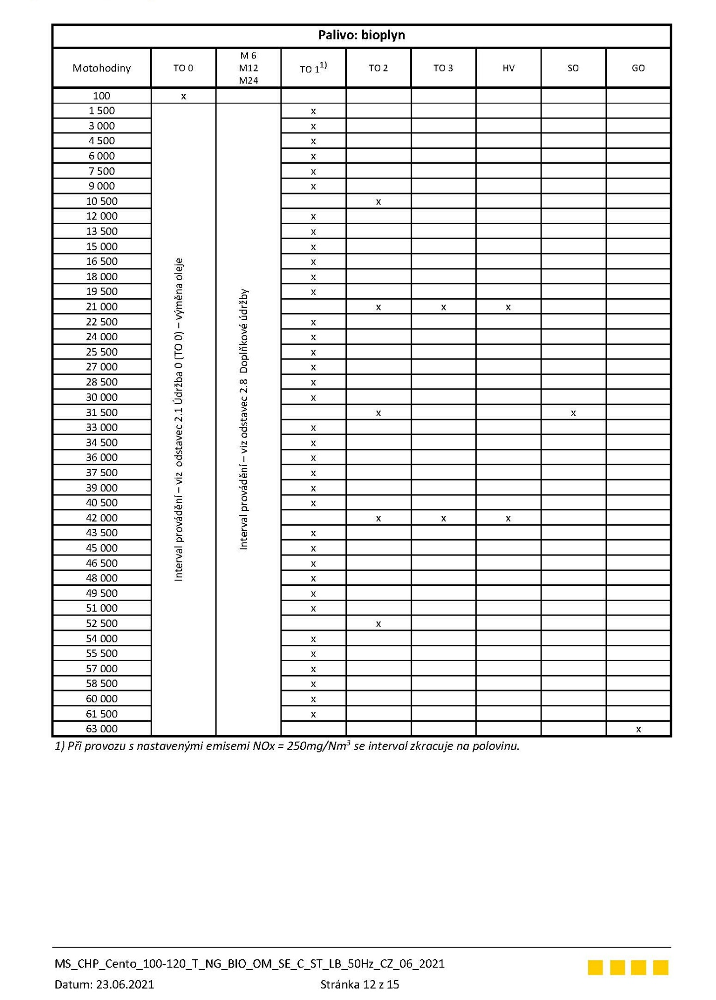 Palivo: bioplyn
Motohodiny TO 0 M 6 M12 M24 TO 1¹⁾ TO 2 TO 3 HV SO GO
100 x
1 500 x
3 000 x
4 500 x
6 000 x
7 500 x
9 000 x
10 500 x
12 000 x
13 500 x
15 000 x
16 500 x
18 000 x
19 500 x
21 000 x x x
22 500 x
24 000 x
25 500 x
27 000 x
28 500 x
30 000 x
31 500 x x
33 000 x
34 500 x
36 000 x
37 500 x
39 000 x
40 500 x
42 000 x x x
43 500 x
45 000 x
46 500 x
48 000 x
49 500 x
51 000 x
52 500 x
54 000 x
55 500 x
57 000 x
58 500 x
60 000 x
61 500 x
63 000 x
Interval provádění – viz odstavec 2.1 Údržba 0 (TO 0) – výměna oleje
Interval provádění – viz odstavec 2.8 Doplňkové údržby
1) Při provozu s nastavenými emisemi NOx = 250mg/Nm³ se interval zkracuje na polovinu.
MS_CHP_Cento_100-120_T_NG_BIO_OM_SE_C_ST_LB_50Hz_CZ_06_2021
Datum: 23.06.2021 Stránka 12 z 15